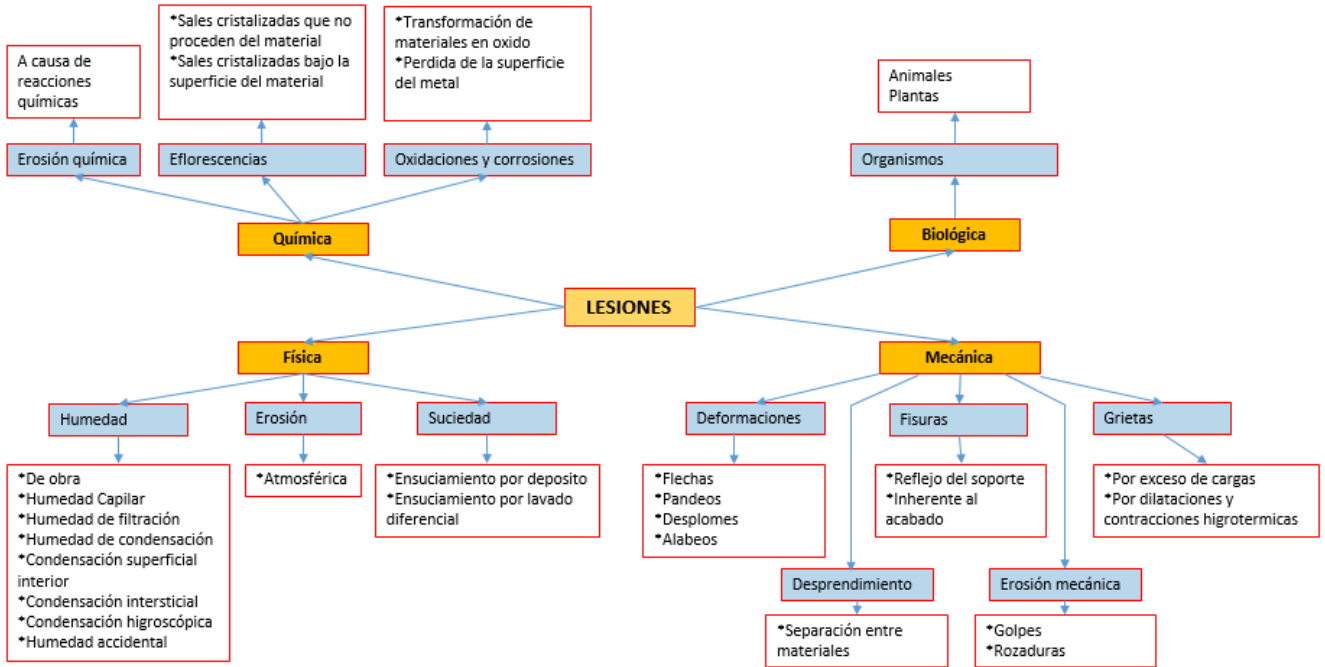 A causa de
reacciones
químicas
*Sales cristalizadas que no
proceden del material
*Sales cristalizadas bajo la
superficie del material
*Transformación de
materiales en oxido
*Perdida de la superficie
del metal
Animales
Plantas
Erosión química
Eflorescencias
Oxidaciones y corrosiones
Organismos
Química
Biológica
LESIONES
Física
Mecánica
Humedad
Erosión
Suciedad
Deformaciones
Fisuras
Grietas
*De obra
*Humedad Capilar
*Humedad de filtración
*Humedad de condensación
*Condensación superficial
interior
*Condensación intersticial
*Condensación higroscópica
*Humedad accidental
*Atmosférica
*Ensuciamiento por deposito
*Ensuciamiento por lavado
diferencial
*Flechas
*Pandeos
*Desplomes
*Alabeos
*Reflejo del soporte
*Inherente al
acabado
*Por exceso de cargas
*Por dilataciones y
contracciones higrotermicas
Desprendimiento
Erosión mecánica
*Separación entre
materiales
*Golpes
*Rozaduras